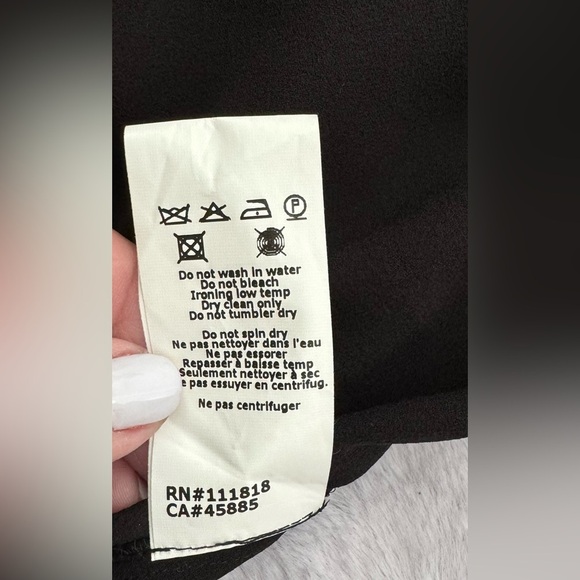 P
Do not wash in water
Do not bleach
Ironing low temp
Dry clean only
Do not tumbler dry
Do not spin dry
Ne pas nettoyer dans l'eau
Ne pas essorer
Repasser à baisse temp
Seulement nettoyer à sec
e pas essuyer en centrifug.
Ne pas centrifuger
RN#111818
CA#45885